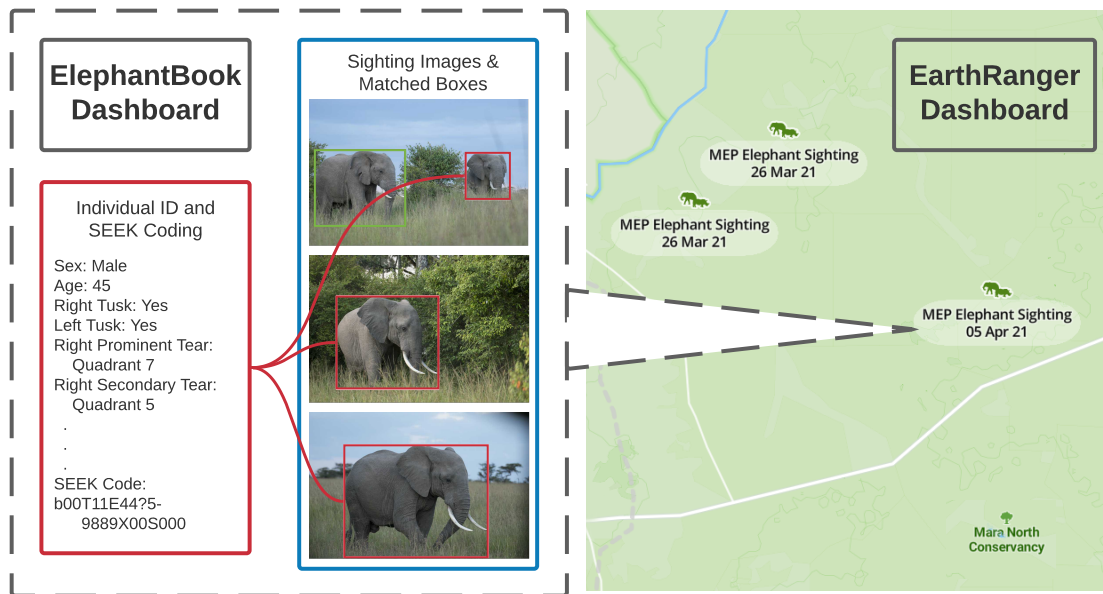 ElephantBook
Dashboard
Individual ID and
SEEK Coding
Sex: Male
Age: 45
Right Tusk: Yes
Left Tusk: Yes
Right Prominent Tear:
Quadrant 7
Right Secondary Tear:
Quadrant 5
.
.
.
SEEK Code:
b00T11E44?5-
9889X00S000
Sighting Images &
Matched Boxes
EarthRanger
Dashboard
MEP Elephant Sighting
26 Mar 21
MEP Elephant Sighting
26 Mar 21
MEP Elephant Sighting
05 Apr 21
Mara North
Conservancy